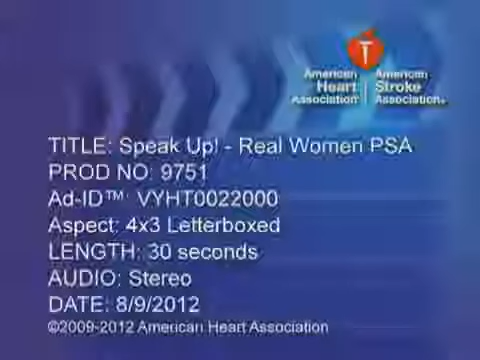 American Heart Association
American Stroke Association®
TITLE: Speak Up! - Real Women PSA
PROD NO: 9751
Ad-ID™: VYHT0022000
Aspect: 4x3 Letterboxed
LENGTH: 30 seconds
AUDIO: Stereo
DATE: 8/9/2012
©2009-2012 American Heart Association